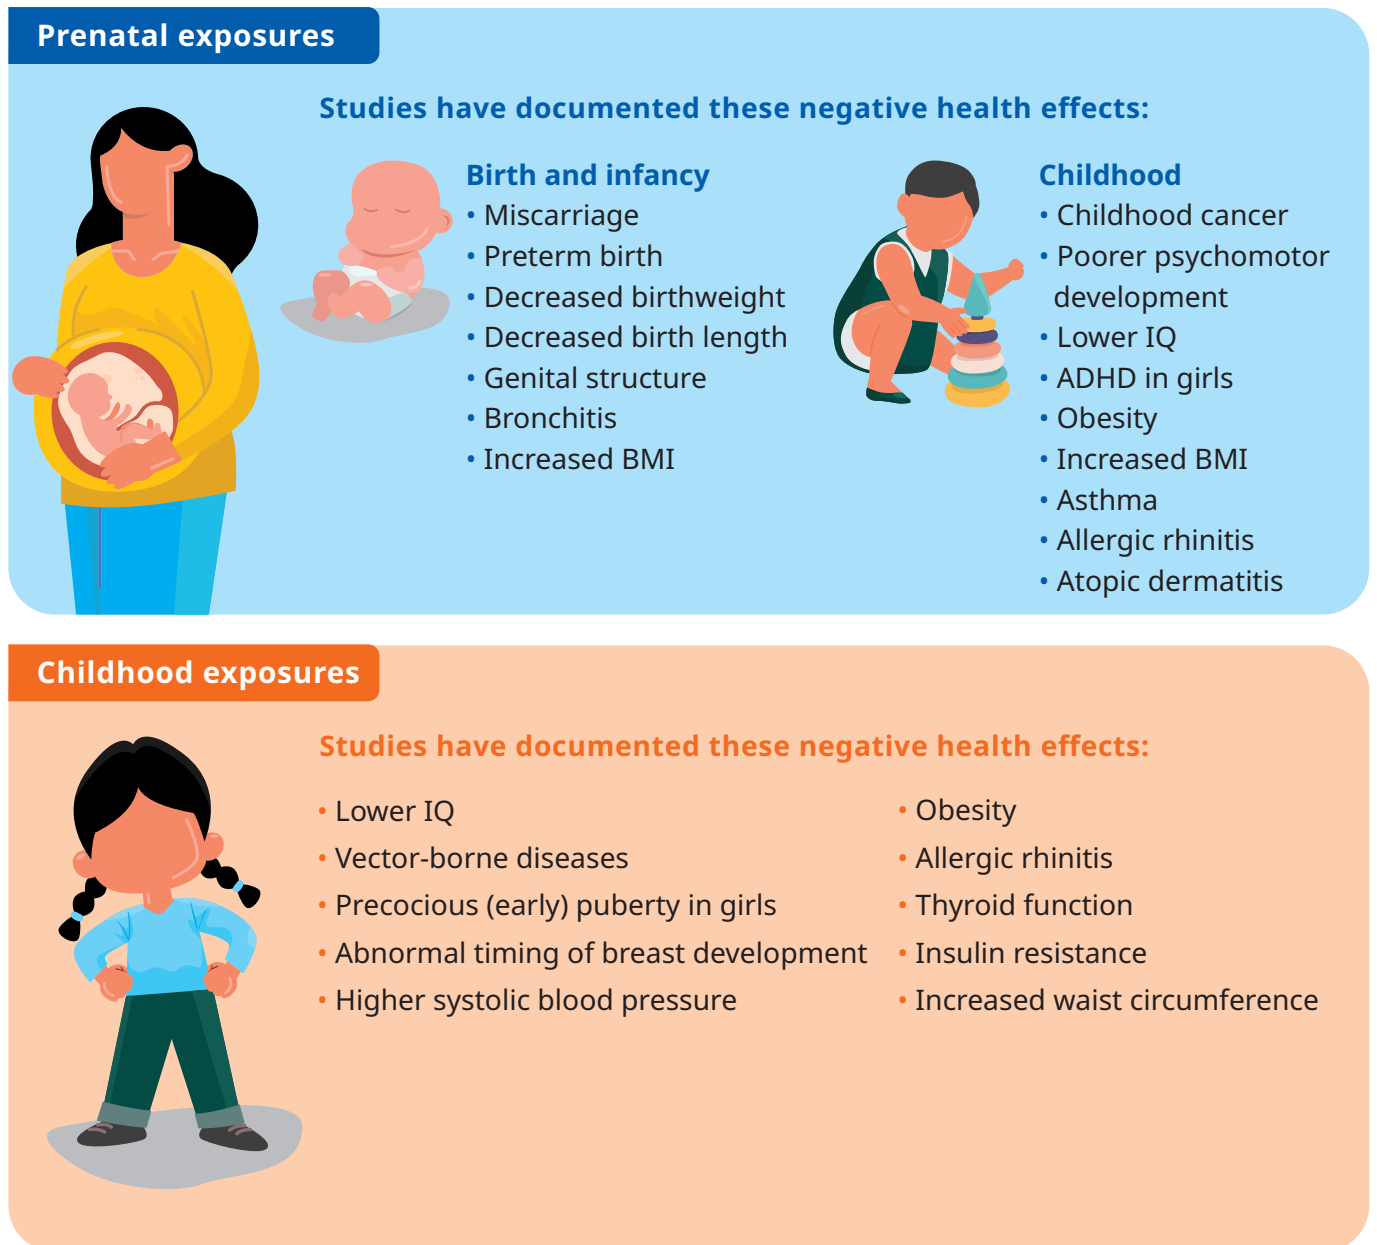 Prenatal exposures
Studies have documented these negative health effects:
Birth and infancy
• Miscarriage
• Preterm birth
• Decreased birthweight
• Decreased birth length
• Genital structure
• Bronchitis
• Increased BMI
Childhood
• Childhood cancer
• Poorer psychomotor
development
• Lower IQ
• ADHD in girls
• Obesity
• Increased BMI
• Asthma
• Allergic rhinitis
• Atopic dermatitis
Childhood exposures
Studies have documented these negative health effects:
• Lower IQ
• Vector-borne diseases
• Precocious (early) puberty in girls
• Abnormal timing of breast development
• Higher systolic blood pressure
• Obesity
• Allergic rhinitis
• Thyroid function
• Insulin resistance
• Increased waist circumference